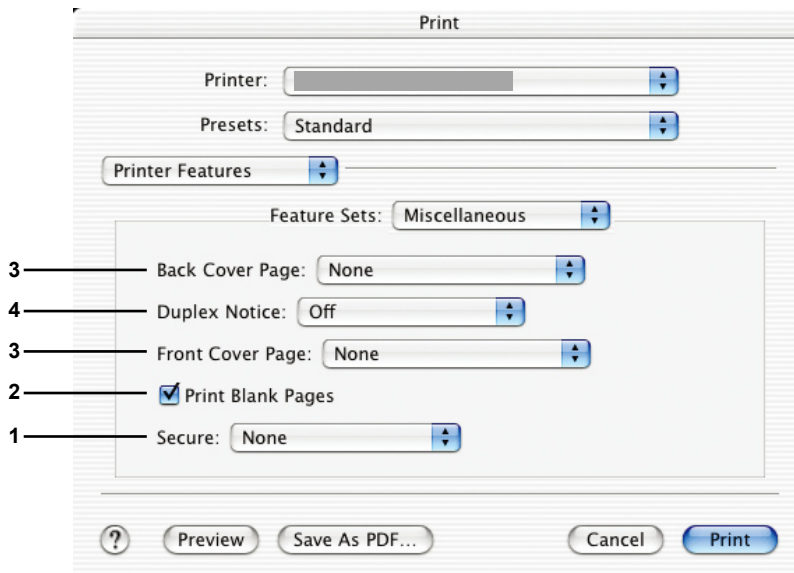 Print
Printer:
Presets: Standard
Printer Features
Feature Sets: Miscellaneous
3 Back Cover Page: None
4 Duplex Notice: Off
3 Front Cover Page: None
2 Print Blank Pages
1 Secure: None
? Preview Save As PDF... Cancel Print